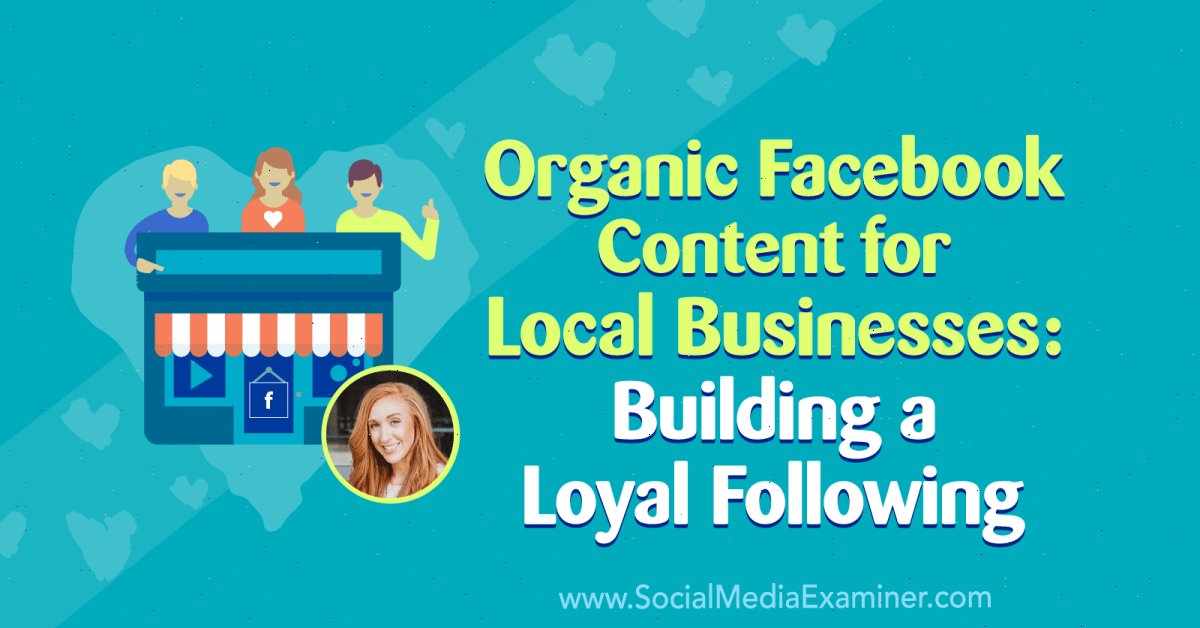 Organic Facebook
Content for
Local Businesses:
Building a
Loyal Following
f
www.SocialMediaExaminer.com